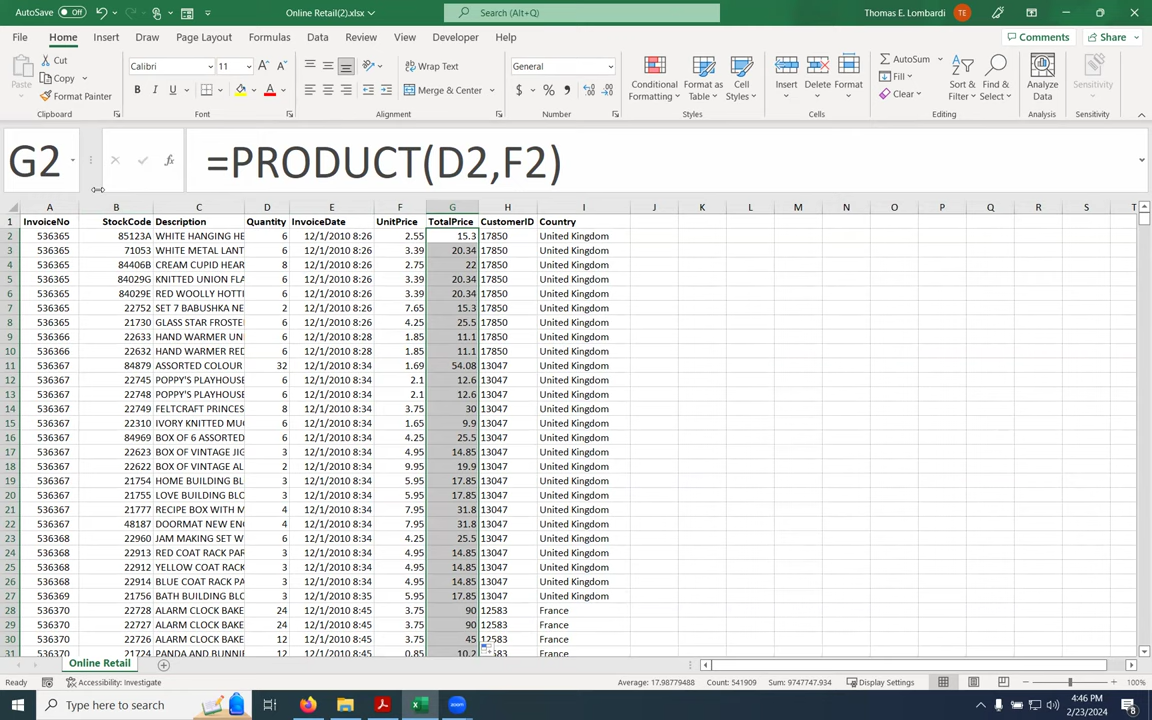 AutoSave Off Online Retail(2).xlsx Search (Alt+Q) Thomas E. Lombardi TE
File Home Insert Draw Page Layout Formulas Data Review View Developer Help Comments Share
Paste Cut Copy Format Painter Clipboard
Calibri 11 B I U A Font
Wrap Text Merge & Center Alignment
General $ % Number
Conditional Formatting Format as Table Cell Styles Styles
Insert Delete Format Cells
AutoSum Fill Clear Sort & Filter Find & Select Editing
Analyze Data Analysis
Sensitivity Sensitivity
G2 fx =PRODUCT(D2,F2)
A B C D E F G H I J K L M N O P Q R S T
1 InvoiceNo StockCode Description Quantity InvoiceDate UnitPrice TotalPrice CustomerID Country
2 536365 85123A WHITE HANGING HE 6 12/1/2010 8:26 2.55 15.3 17850 United Kingdom
3 536365 71053 WHITE METAL LANT 6 12/1/2010 8:26 3.39 20.34 17850 United Kingdom
4 536365 84406B CREAM CUPID HEAR 8 12/1/2010 8:26 2.75 22 17850 United Kingdom
5 536365 84029G KNITTED UNION FLA 6 12/1/2010 8:26 3.39 20.34 17850 United Kingdom
6 536365 84029E RED WOOLLY HOTTI 6 12/1/2010 8:26 3.39 20.34 17850 United Kingdom
7 536365 22752 SET 7 BABUSHKA NE 2 12/1/2010 8:26 7.65 15.3 17850 United Kingdom
8 536365 21730 GLASS STAR FROSTE 6 12/1/2010 8:26 4.25 25.5 17850 United Kingdom
9 536366 22633 HAND WARMER UN 6 12/1/2010 8:28 1.85 11.1 17850 United Kingdom
10 536366 22632 HAND WARMER RED 6 12/1/2010 8:28 1.85 11.1 17850 United Kingdom
11 536367 84879 ASSORTED COLOUR 32 12/1/2010 8:34 1.69 54.08 13047 United Kingdom
12 536367 22745 POPPY'S PLAYHOUSE 6 12/1/2010 8:34 2.1 12.6 13047 United Kingdom
13 536367 22748 POPPY'S PLAYHOUSE 6 12/1/2010 8:34 2.1 12.6 13047 United Kingdom
14 536367 22749 FELTCRAFT PRINCES 8 12/1/2010 8:34 3.75 30 13047 United Kingdom
15 536367 22310 IVORY KNITTED MU 6 12/1/2010 8:34 1.65 9.9 13047 United Kingdom
16 536367 84969 BOX OF 6 ASSORTED 6 12/1/2010 8:34 4.25 25.5 13047 United Kingdom
17 536367 22623 BOX OF VINTAGE JIG 3 12/1/2010 8:34 4.95 14.85 13047 United Kingdom
18 536367 22622 BOX OF VINTAGE AL 2 12/1/2010 8:34 9.95 19.9 13047 United Kingdom
19 536367 21754 HOME BUILDING BL 3 12/1/2010 8:34 5.95 17.85 13047 United Kingdom
20 536367 21755 LOVE BUILDING BLO 3 12/1/2010 8:34 5.95 17.85 13047 United Kingdom
21 536367 21777 RECIPE BOX WITH M 4 12/1/2010 8:34 7.95 31.8 13047 United Kingdom
22 536367 48187 DOORMAT NEW EN 4 12/1/2010 8:34 7.95 31.8 13047 United Kingdom
23 536368 22960 JAM MAKING SET W 6 12/1/2010 8:34 4.25 25.5 13047 United Kingdom
24 536368 22913 RED COAT RACK PAR 3 12/1/2010 8:34 4.95 14.85 13047 United Kingdom
25 536368 22912 YELLOW COAT RACK 3 12/1/2010 8:34 4.95 14.85 13047 United Kingdom
26 536368 22914 BLUE COAT RACK PA 3 12/1/2010 8:34 4.95 14.85 13047 United Kingdom
27 536369 21756 BATH BUILDING BLO 3 12/1/2010 8:35 5.95 17.85 13047 United Kingdom
28 536370 22728 ALARM CLOCK BAKE 24 12/1/2010 8:45 3.75 90 12583 France
29 536370 22727 ALARM CLOCK BAKE 24 12/1/2010 8:45 3.75 90 12583 France
30 536370 22726 ALARM CLOCK BAKE 12 12/1/2010 8:45 3.75 45 12583 France
31 536370 21724 PANDA AND BUNNIE 12 12/1/2010 8:45 0.85 10.2 France
Online Retail
Ready Accessibility: Investigate Average: 17.98779488 Count: 541909 Sum: 9747747.934 Display Settings 100%
Type here to search 4:46 PM
2/23/2024 8